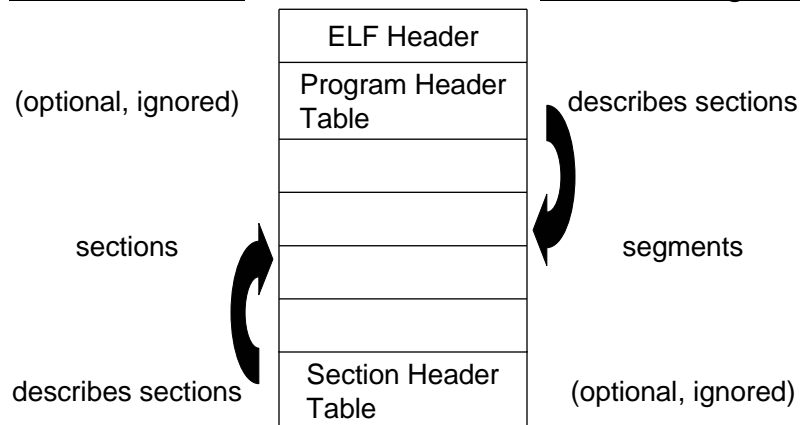 ELF Header
(optional, ignored)
Program Header
Table
describes sections
sections
segments
describes sections
Section Header
Table
(optional, ignored)